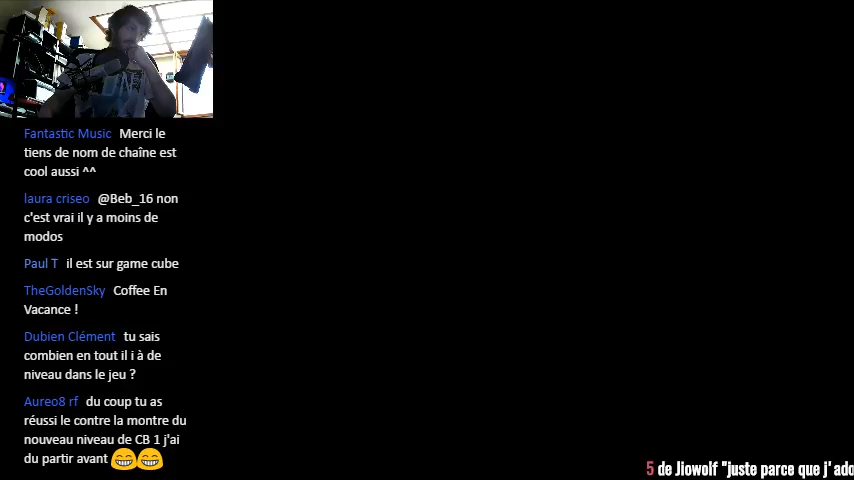 Fantastic Music Merci le
tiens de nom de chaîne est
cool aussi ^^
laura criseo @Beb_16 non
c'est vrai il y a moins de
modos
Paul T il est sur game cube
TheGoldenSky Coffee En
Vacance !
Dubien Clément tu sais
combien en tout il i à de
niveau dans le jeu ?
Aureo8 rf du coup tu as
réussi le contre la montre du
nouveau niveau de CB 1 j'ai
du partir avant 😁😁
5 de Jiowolf "juste parce que j'ado